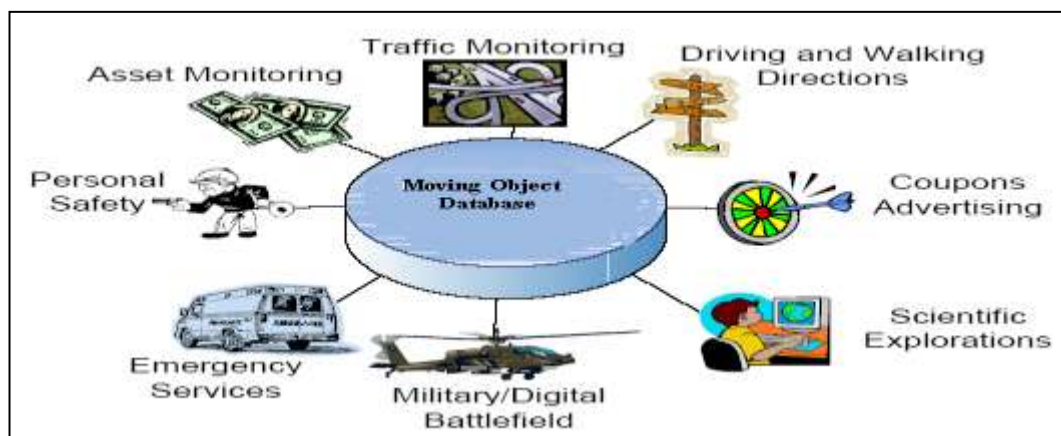 Traffic Monitoring
Driving and Walking
Directions
Asset Monitoring
Personal
Safety
Moving Object
Database
Coupons
Advertising
Emergency
Services
Military/Digital
Battlefield
Scientific
Explorations